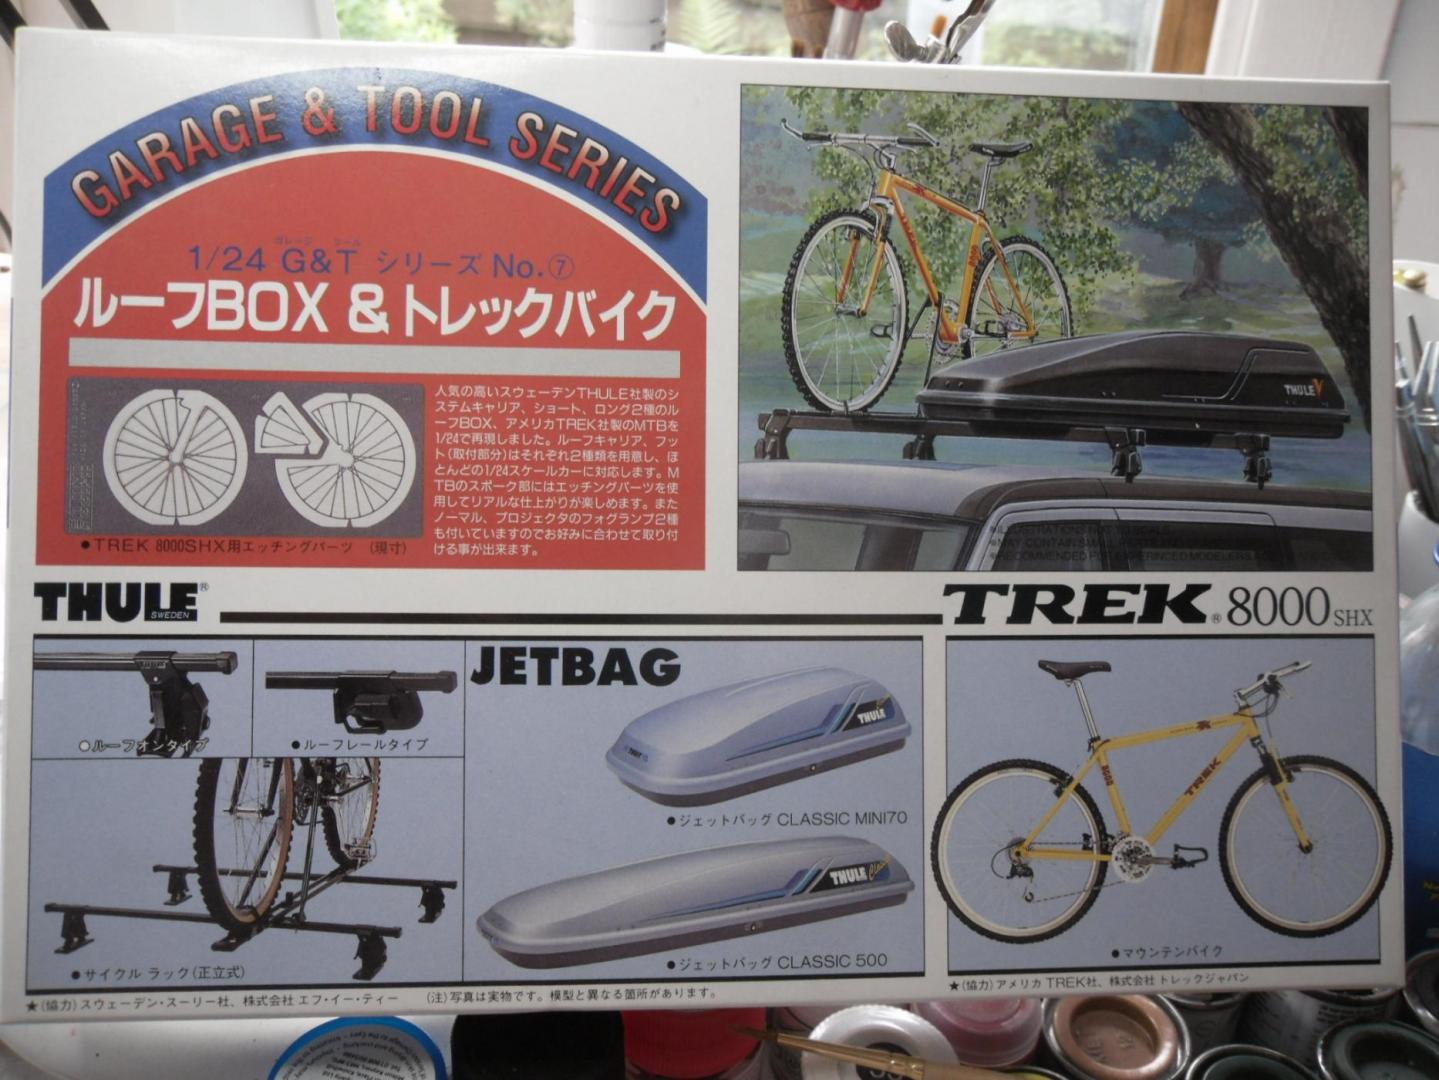 GARAGE & TOOL SERIES
ガレージ ツール
1/24 G&T シリーズ No.⑦
ルーフBOX & トレックバイク
人気の高いスウェーデンTHULE社製のシ
ステムキャリア、ショート、ロング2種のル
ーフBOX、アメリカTREK社製のMTBを
1/24で再現しました。ルーフキャリア、フッ
ト(取付部分)はそれぞれ2種類を用意し、ほ
とんどの1/24スケールカーに対応します。M
TBのスポーク部にはエッチングパーツを使
用してリアルな仕上がりが楽しめます。また
ノーマル、プロジェクタのフォグランプ2種
も付いていますのでお好みに合わせて取り付
ける事が出来ます。
●TREK 8000SHX用エッチングパーツ (現寸)
THULE
8000
THULE® SWEDEN
TREK® 8000 SHX
●ルーフオンタイプ
●ルーフレールタイプ
●サイクル ラック(正立式)
JETBAG
THULE
●ジェットバッグ CLASSIC MINI70
THULE Classic
●ジェットバッグ CLASSIC 500
8000
TREK
●マウンテンバイク
★(協力)スウェーデン・スーリー社、株式会社 エフ・イー・ティー
(注)写真は実物です。模型と異なる箇所があります。
★(協力)アメリカ TREK社、株式会社 トレックジャパン